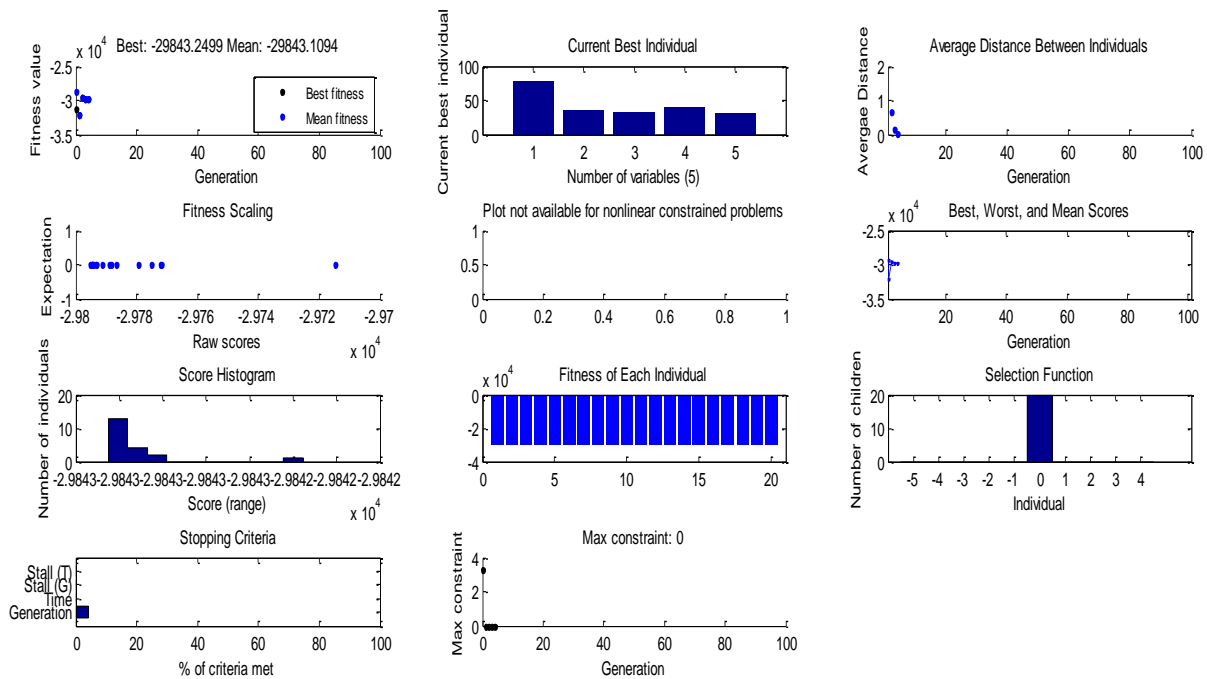 Best: -29843.2499 Mean: -29843.1094
x 10^4
Fitness value
-2.5
-3
-3.5
0 20 40 60 80 100
Generation
Best fitness
Mean fitness
Current Best Individual
Current best individual
100
50
0
1 2 3 4 5
Number of variables (5)
Average Distance Between Individuals
Avergae Distance
2
1
0
20 40 60 80 100
Generation
Fitness Scaling
Expectation
1
0
-1
-2.98 -2.978 -2.976 -2.974 -2.972 -2.97
Raw scores
x 10^4
Plot not available for nonlinear constrained problems
1
0.5
0
0 0.2 0.4 0.6 0.8 1
Best, Worst, and Mean Scores
x 10^4
-2.5
-3
-3.5
20 40 60 80 100
Generation
Score Histogram
Number of individuals
20
10
0
-2.9843 -2.9843 -2.9843 -2.9843 -2.9843 -2.9842 -2.9842 -2.9842
Score (range)
x 10^4
Fitness of Each Individual
x 10^4
0
-2
-4
5 10 15 20
Selection Function
Number of children
20
10
0
-5 -4 -3 -2 -1 0 1 2 3 4
Individual
Stopping Criteria
Stall (T)
Stall (G)
Time
Generation
0 20 40 60 80 100
% of criteria met
Max constraint: 0
Max constraint
4
2
0
0 20 40 60 80 100
Generation